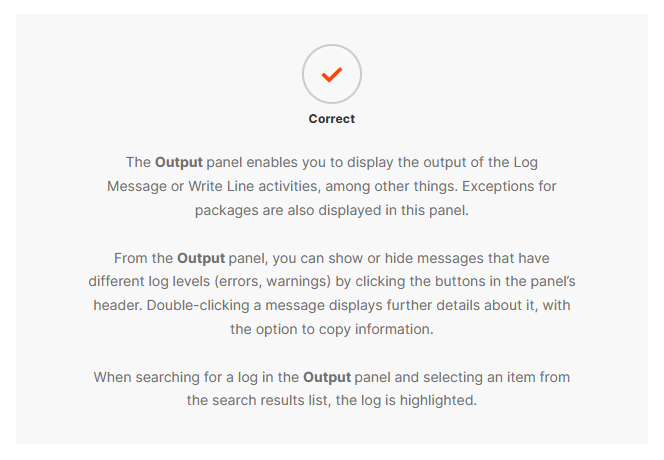 Correct
The Output panel enables you to display the output of the Log
Message or Write Line activities, among other things. Exceptions for
packages are also displayed in this panel.
From the Output panel, you can show or hide messages that have
different log levels (errors, warnings) by clicking the buttons in the panel’s
header. Double-clicking a message displays further details about it, with
the option to copy information.
When searching for a log in the Output panel and selecting an item from
the search results list, the log is highlighted.